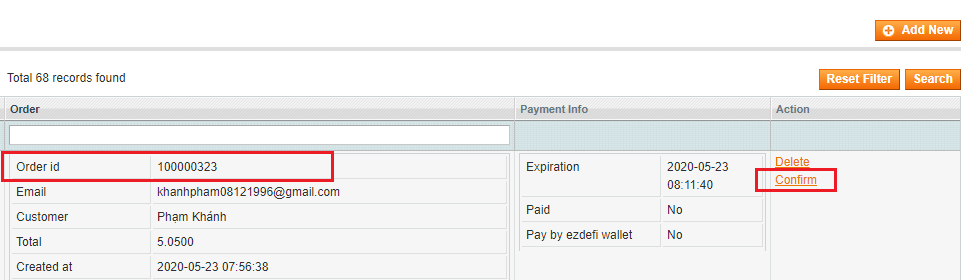 Add New
Total 68 records found
Reset Filter Search
Order Payment Info Action
Order id 100000323
Email khanhpham08121996@gmail.com
Customer Phạm Khánh
Total 5.0500
Created at 2020-05-23 07:56:38
Expiration 2020-05-23
08:11:40
Paid No
Pay by ezdefi wallet No
Delete
Confirm